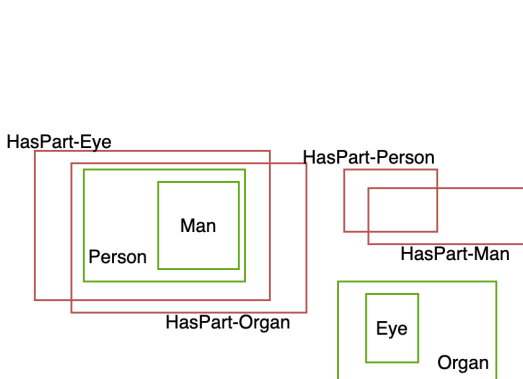 HasPart-Eye
HasPart-Person
Man
Person
HasPart-Man
HasPart-Organ
Eye
Organ